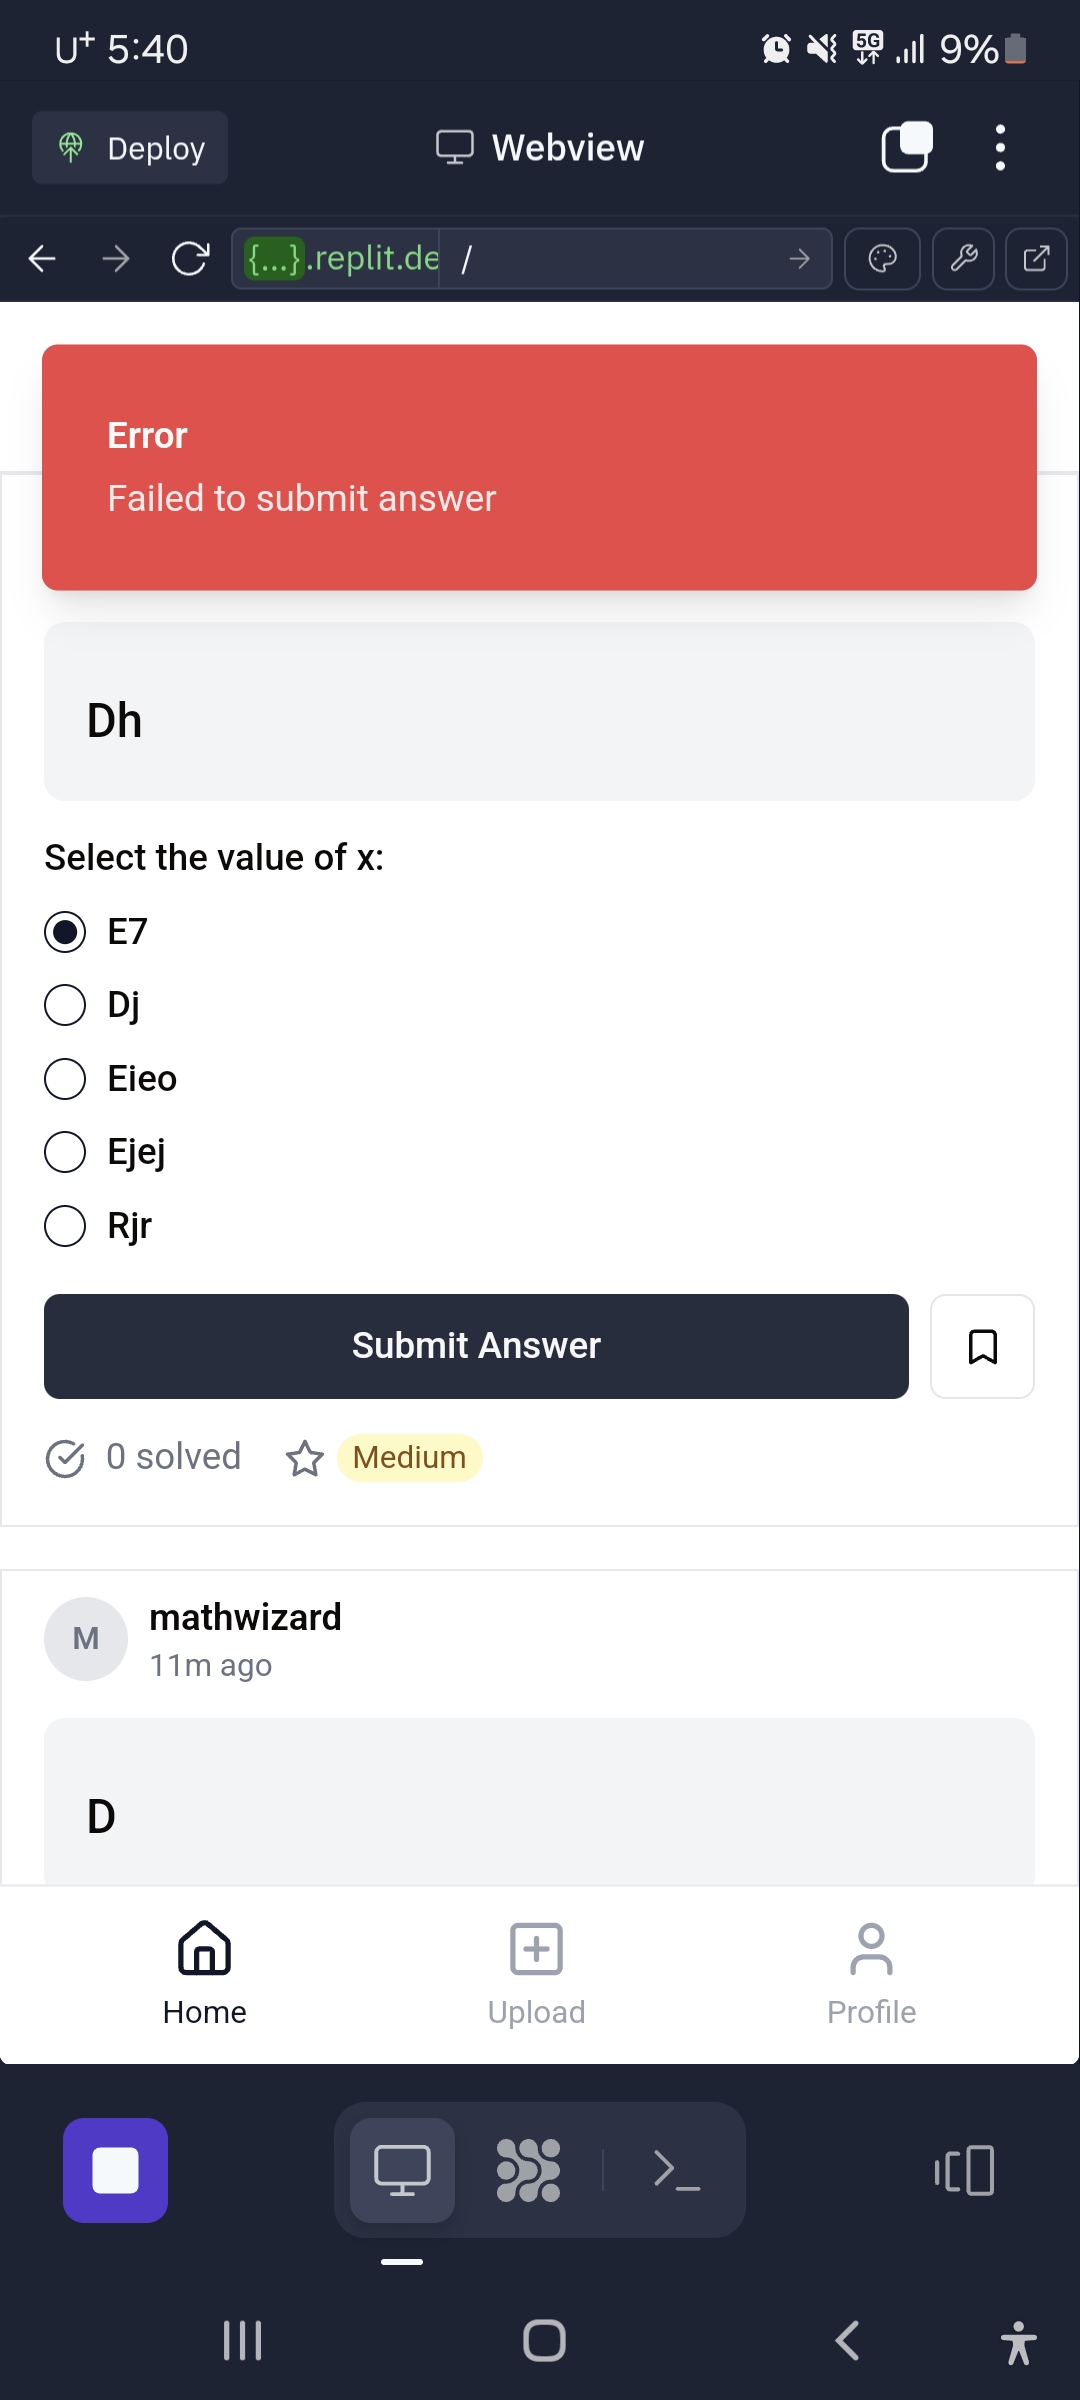 U+ 5:40
5G 9%
Deploy
Webview
{...}.replit.de /
Error
Failed to submit answer
Dh
Select the value of x:
E7
Dj
Eieo
Ejej
Rjr
Submit Answer
0 solved
Medium
M
mathwizard
11m ago
D
Home
Upload
Profile